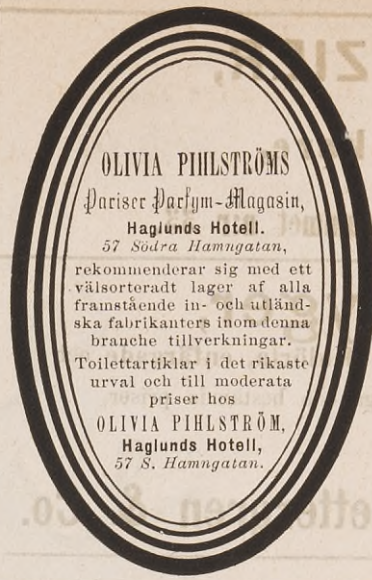 OLIVIA PIHLSTRÖMS
Pariser Parfym-Magasin,
Haglunds Hotell.
57 Södra Hamngatan,
rekommenderar sig med ett
välsorteradt lager af alla
framstående in- och utländ-
ska fabrikanters inom denna
branche tillverkningar.
Toilettartiklar i det rikaste
urval och till moderata
priser hos
OLIVIA PIHLSTRÖM,
Haglunds Hotell,
57 S. Hamngatan.